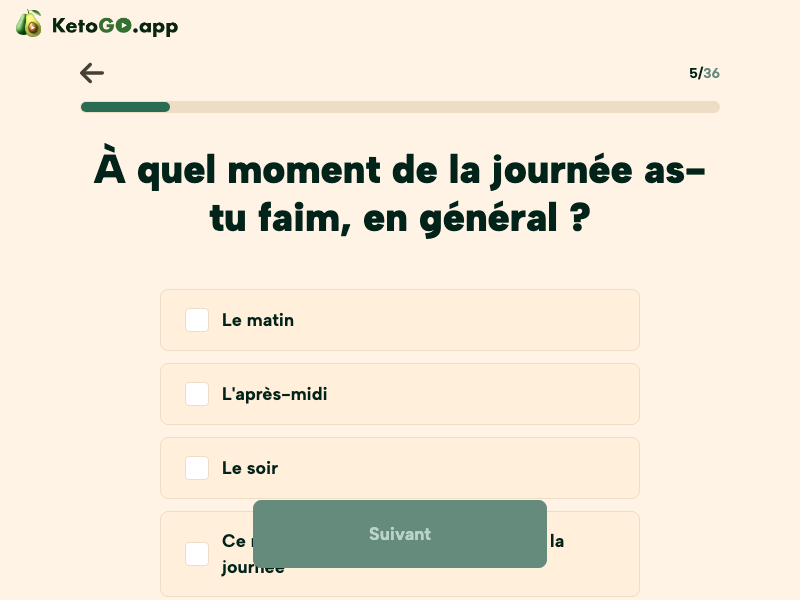 KetoGO.app
5/36
À quel moment de la journée as-
tu faim, en général ?
Le matin
L'après-midi
Le soir
Ce la
journée
Suivant